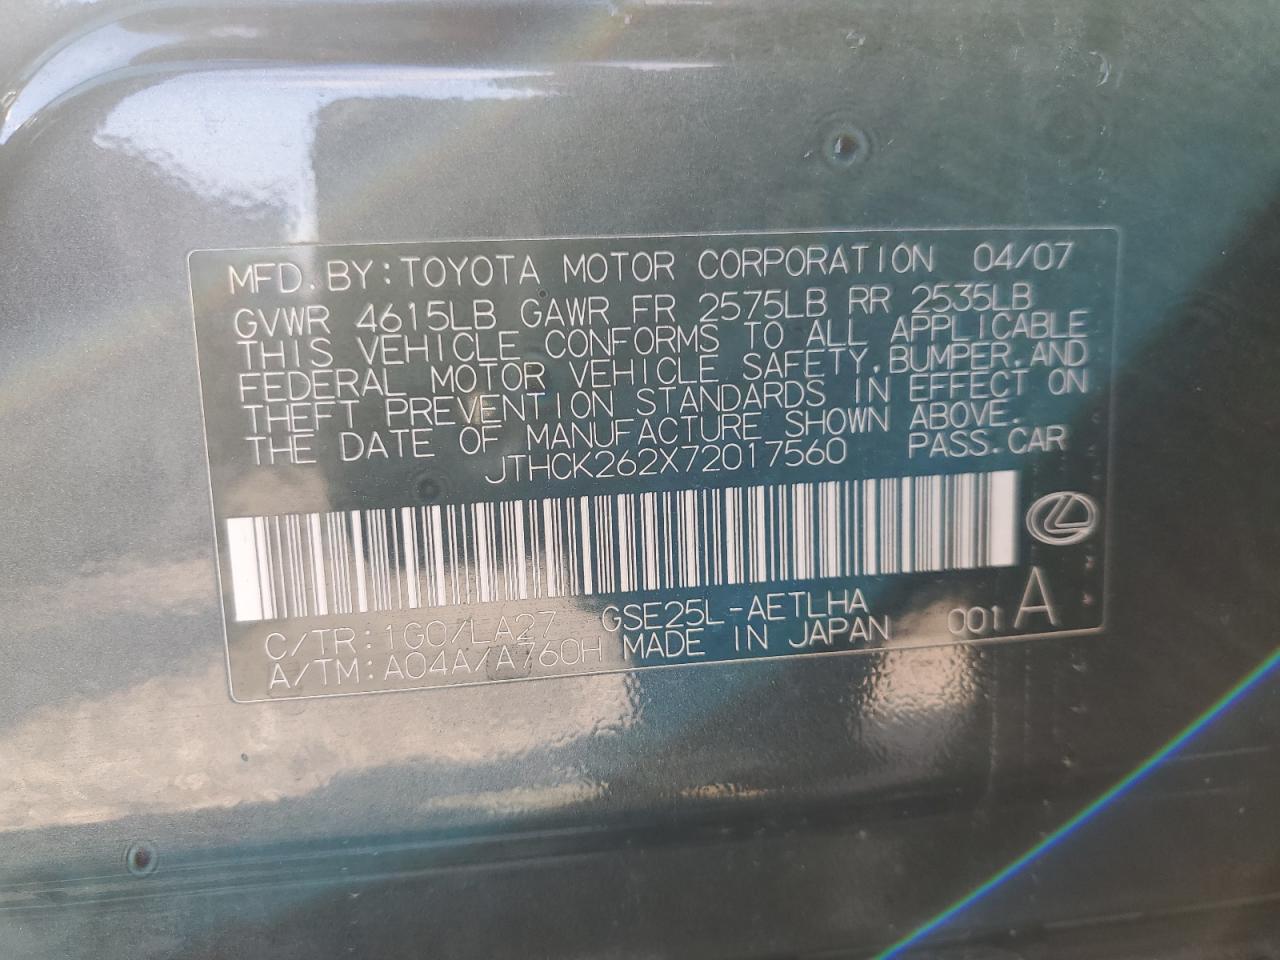 MFD. BY: TOYOTA MOTOR CORPORATION 04/07
GVWR 4615LB GAWR FR 2575LB RR 2535LB
THIS VEHICLE CONFORMS TO ALL APPLICABLE
FEDERAL MOTOR VEHICLE SAFETY, BUMPER, AND
THEFT PREVENTION STANDARDS IN EFFECT ON
THE DATE OF MANUFACTURE SHOWN ABOVE.
JTHCK262X72017560 PASS. CAR
C/TR: 1G0/LA27 GSE25L-AETLHA
A/TM: A04A/A760H MADE IN JAPAN 001 A